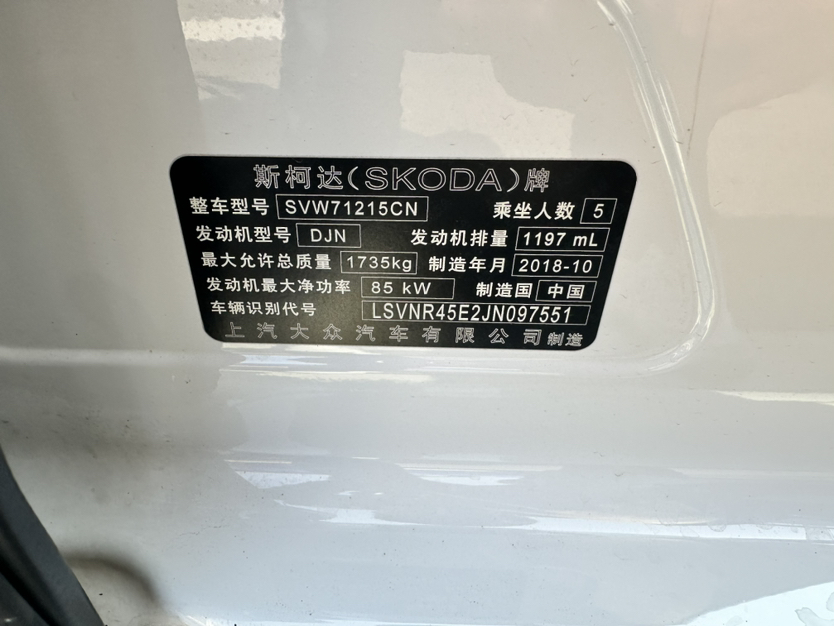 斯柯达(SKODA)牌
整车型号 SVW71215CN 乘坐人数 5
发动机型号 DJN 发动机排量 1197 mL
最大允许总质量 1735kg 制造年月 2018-10
发动机最大净功率 85 kW 制造国 中国
车辆识别代号 LSVNR45E2JN097551
上汽大众汽车有限公司制造